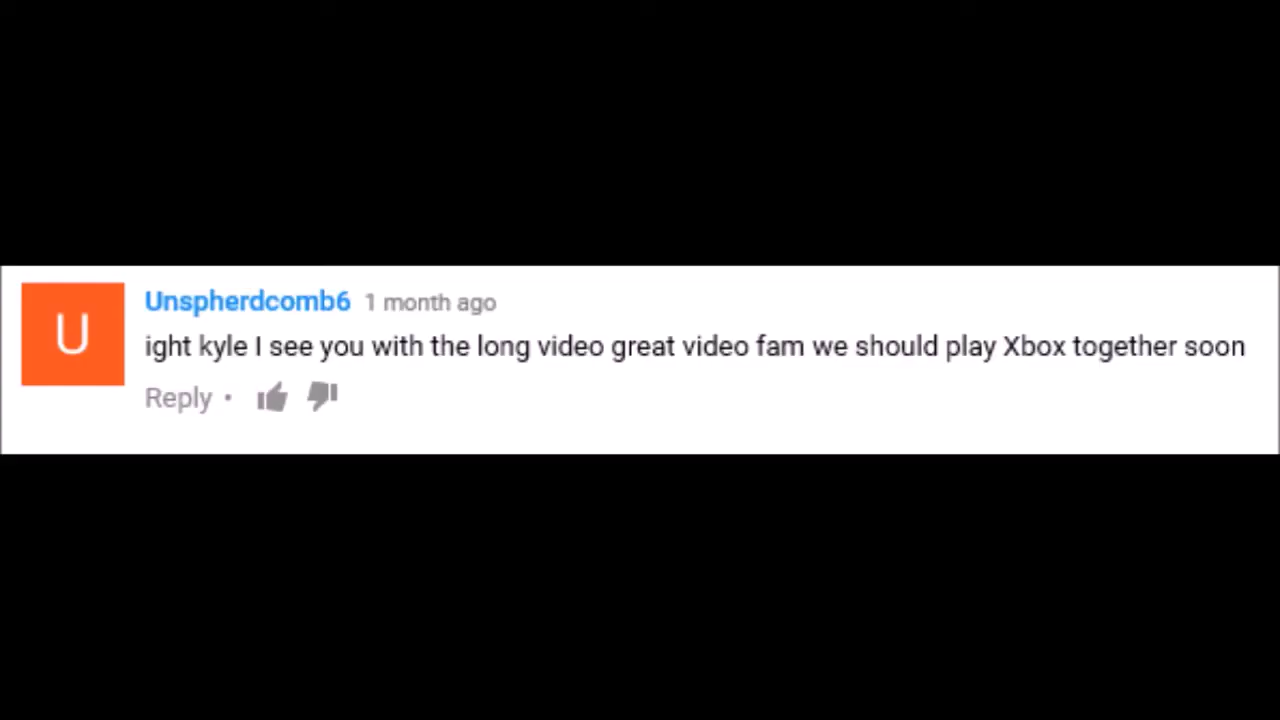 U
Unspherdcomb6 1 month ago
ight kyle I see you with the long video great video fam we should play Xbox together soon
Reply •